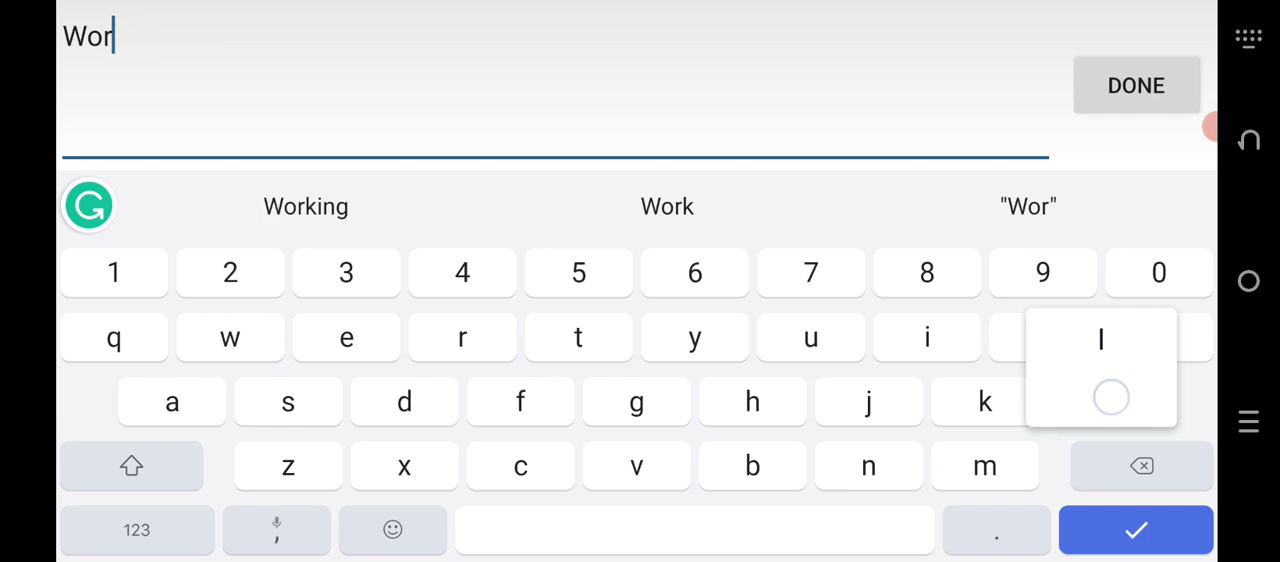 Wor
DONE
Working Work "Wor"
1 2 3 4 5 6 7 8 9 0
q w e r t y u i
l
a s d f g h j k
z x c v b n m
123 , .